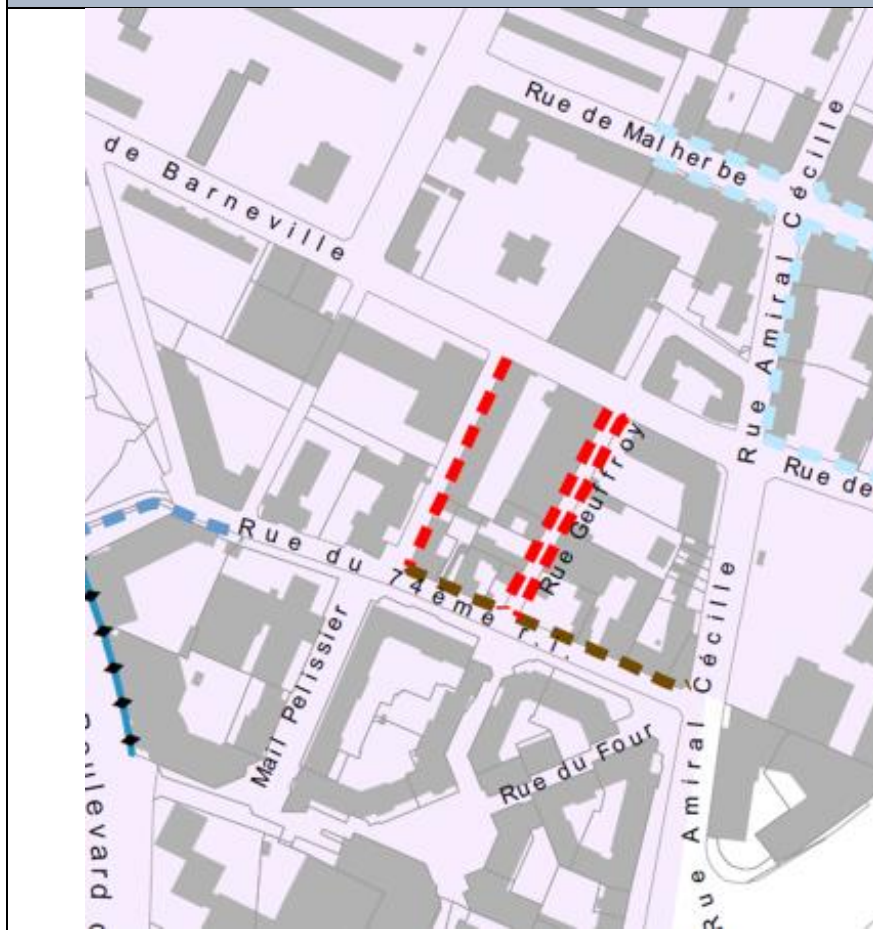 Rue de Malherbe
de Barneville
Rue Amiral Cécille
Rue Geuffroy
Rue de
Rue du 74ème r.i.
Mail Pelissier
Rue du Four
Rue Amiral Cécille